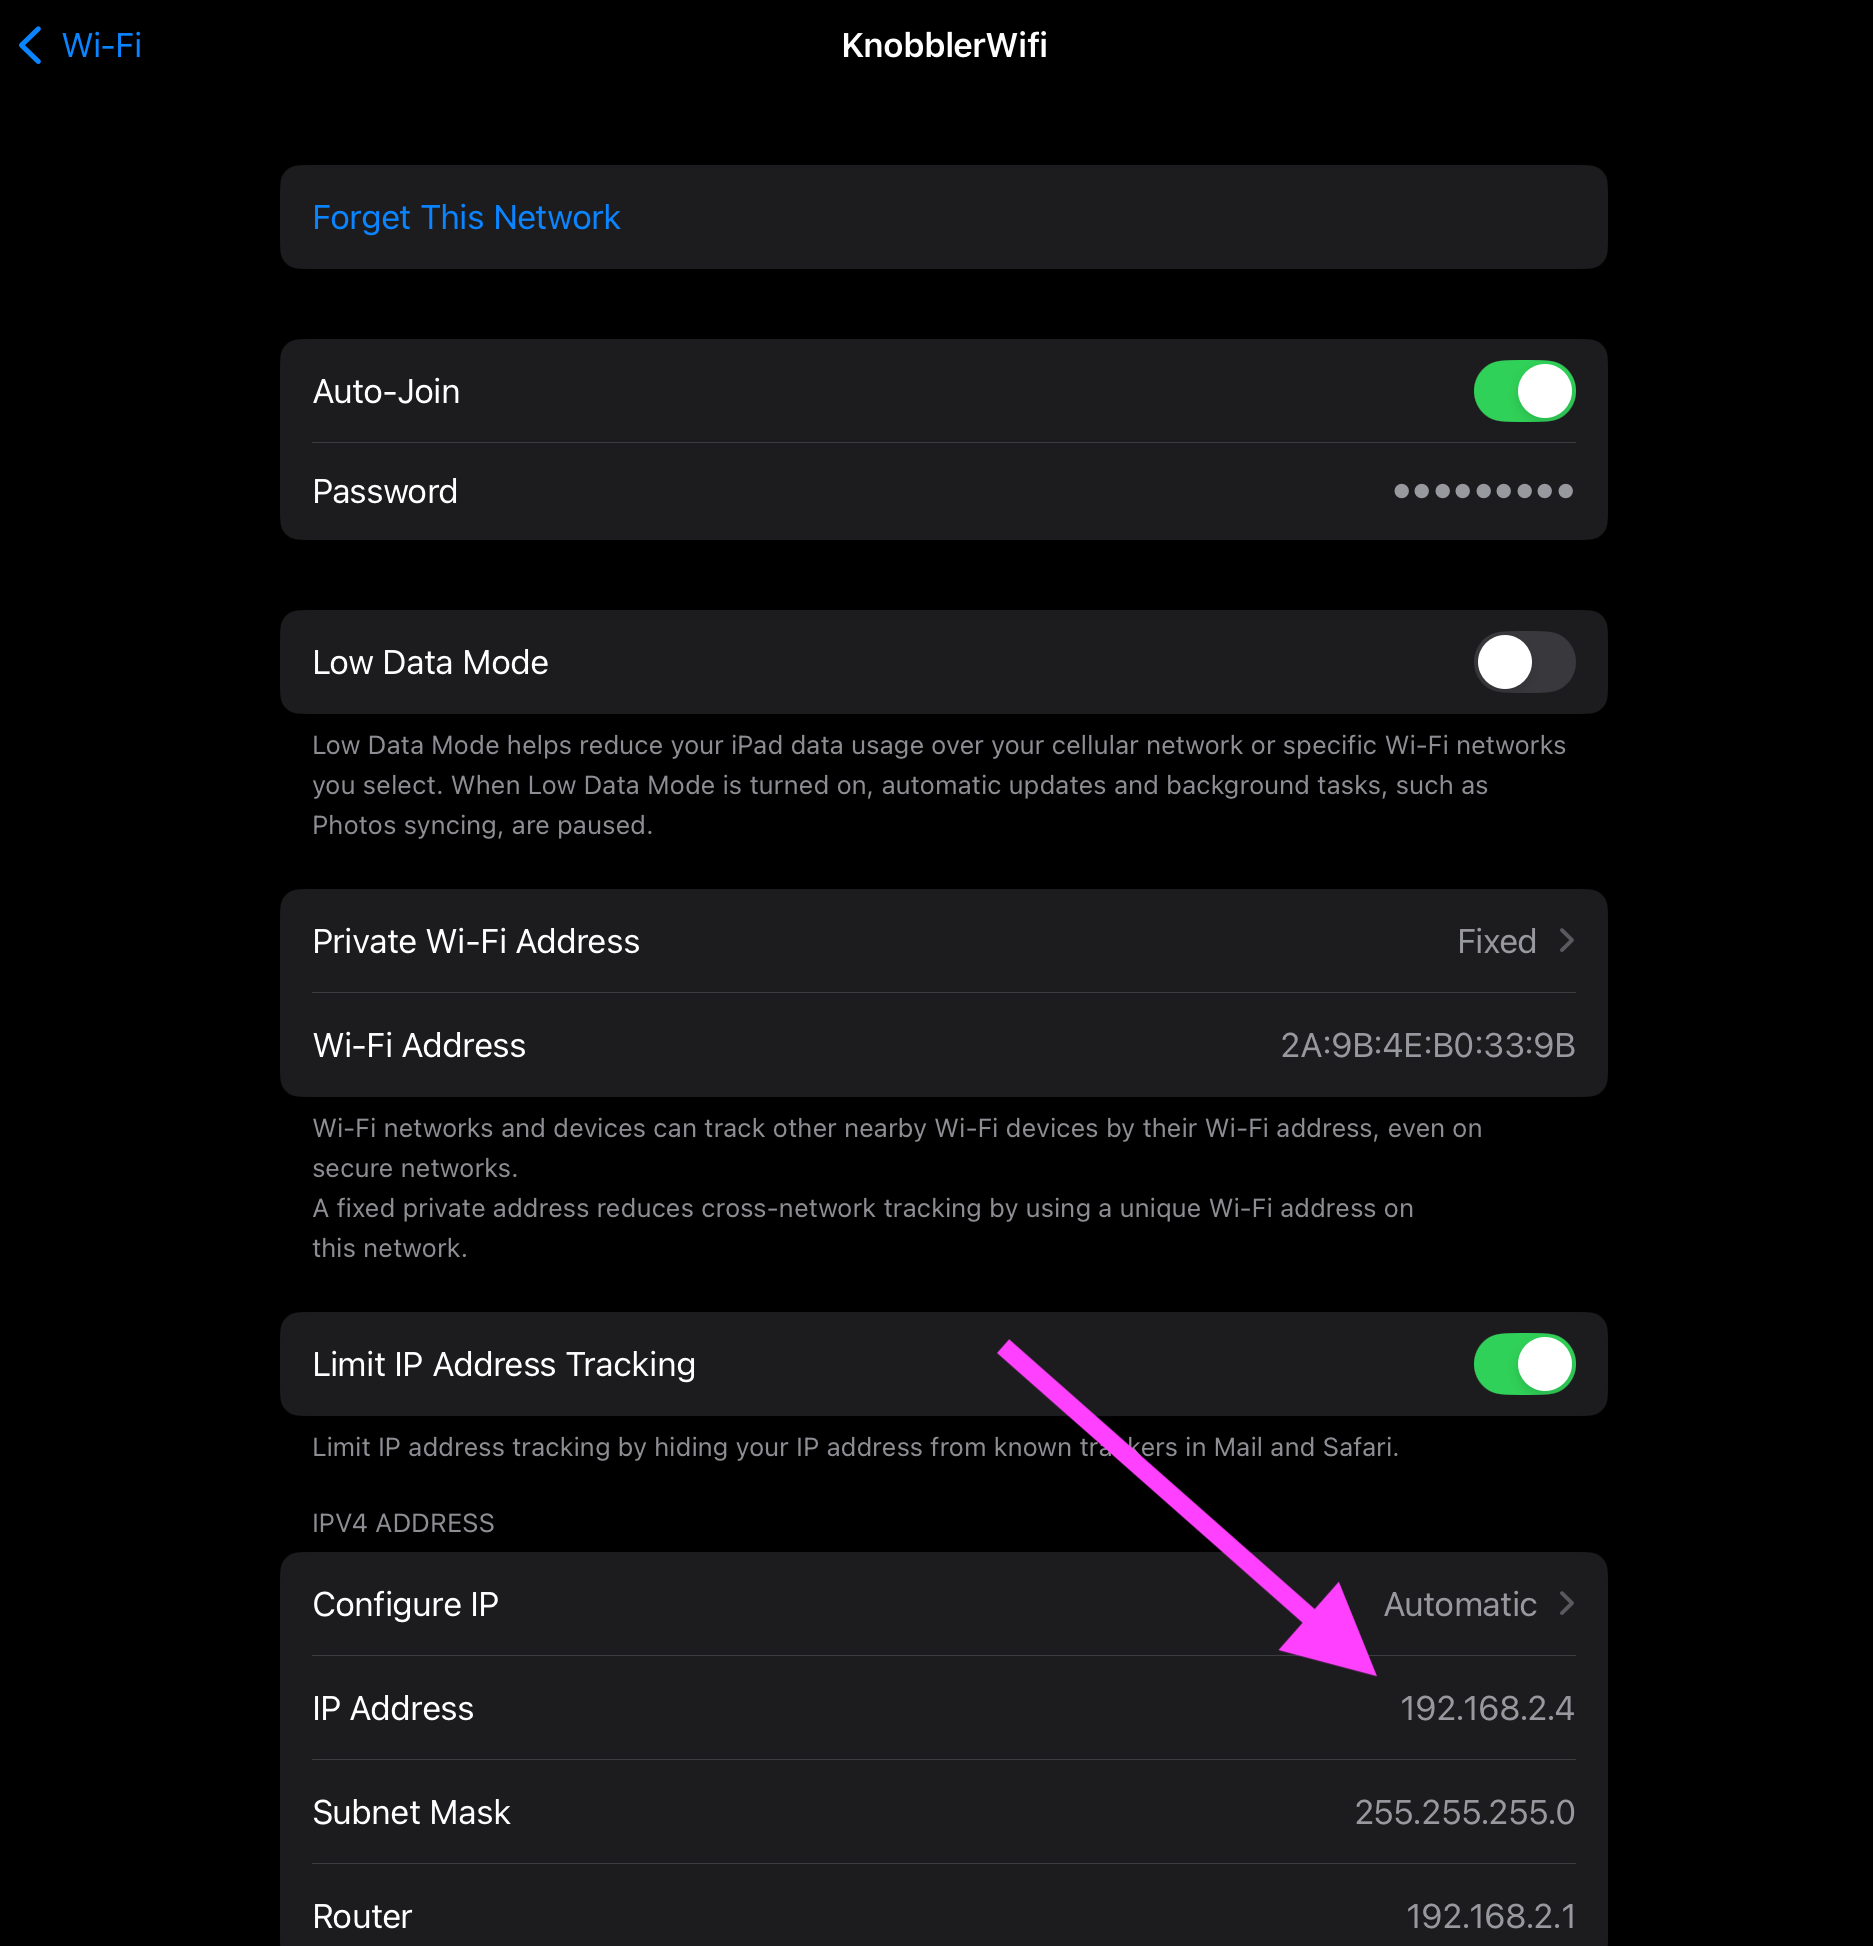 Wi-Fi
KnobblerWifi
Forget This Network
Auto-Join
Password ●●●●●●●●●
Low Data Mode
Low Data Mode helps reduce your iPad data usage over your cellular network or specific Wi-Fi networks
you select. When Low Data Mode is turned on, automatic updates and background tasks, such as
Photos syncing, are paused.
Private Wi-Fi Address Fixed
Wi-Fi Address 2A:9B:4E:B0:33:9B
Wi-Fi networks and devices can track other nearby Wi-Fi devices by their Wi-Fi address, even on
secure networks.
A fixed private address reduces cross-network tracking by using a unique Wi-Fi address on
this network.
Limit IP Address Tracking
Limit IP address tracking by hiding your IP address from known trackers in Mail and Safari.
IPV4 ADDRESS
Configure IP Automatic
IP Address 192.168.2.4
Subnet Mask 255.255.255.0
Router 192.168.2.1